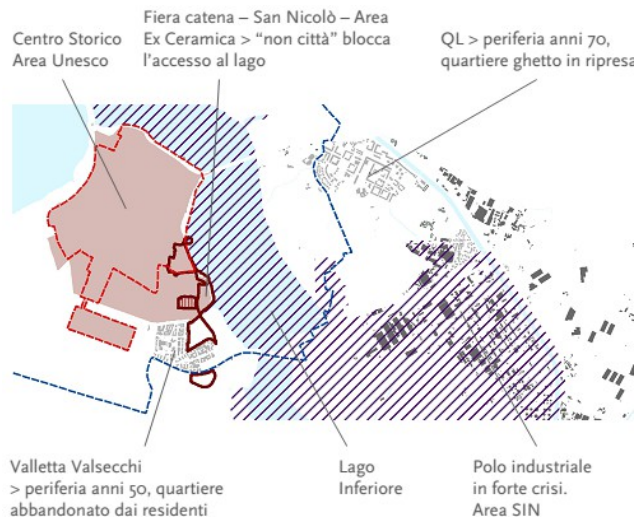 Centro Storico
Area Unesco
Fiera catena – San Nicolò – Area
Ex Ceramica > “non città” blocca
l’accesso al lago
QL > periferia anni 70,
quartiere ghetto in ripresa
Valletta Valsecchi
> periferia anni 50, quartiere
abbandonato dai residenti
Lago
Inferiore
Polo industriale
in forte crisi.
Area SIN